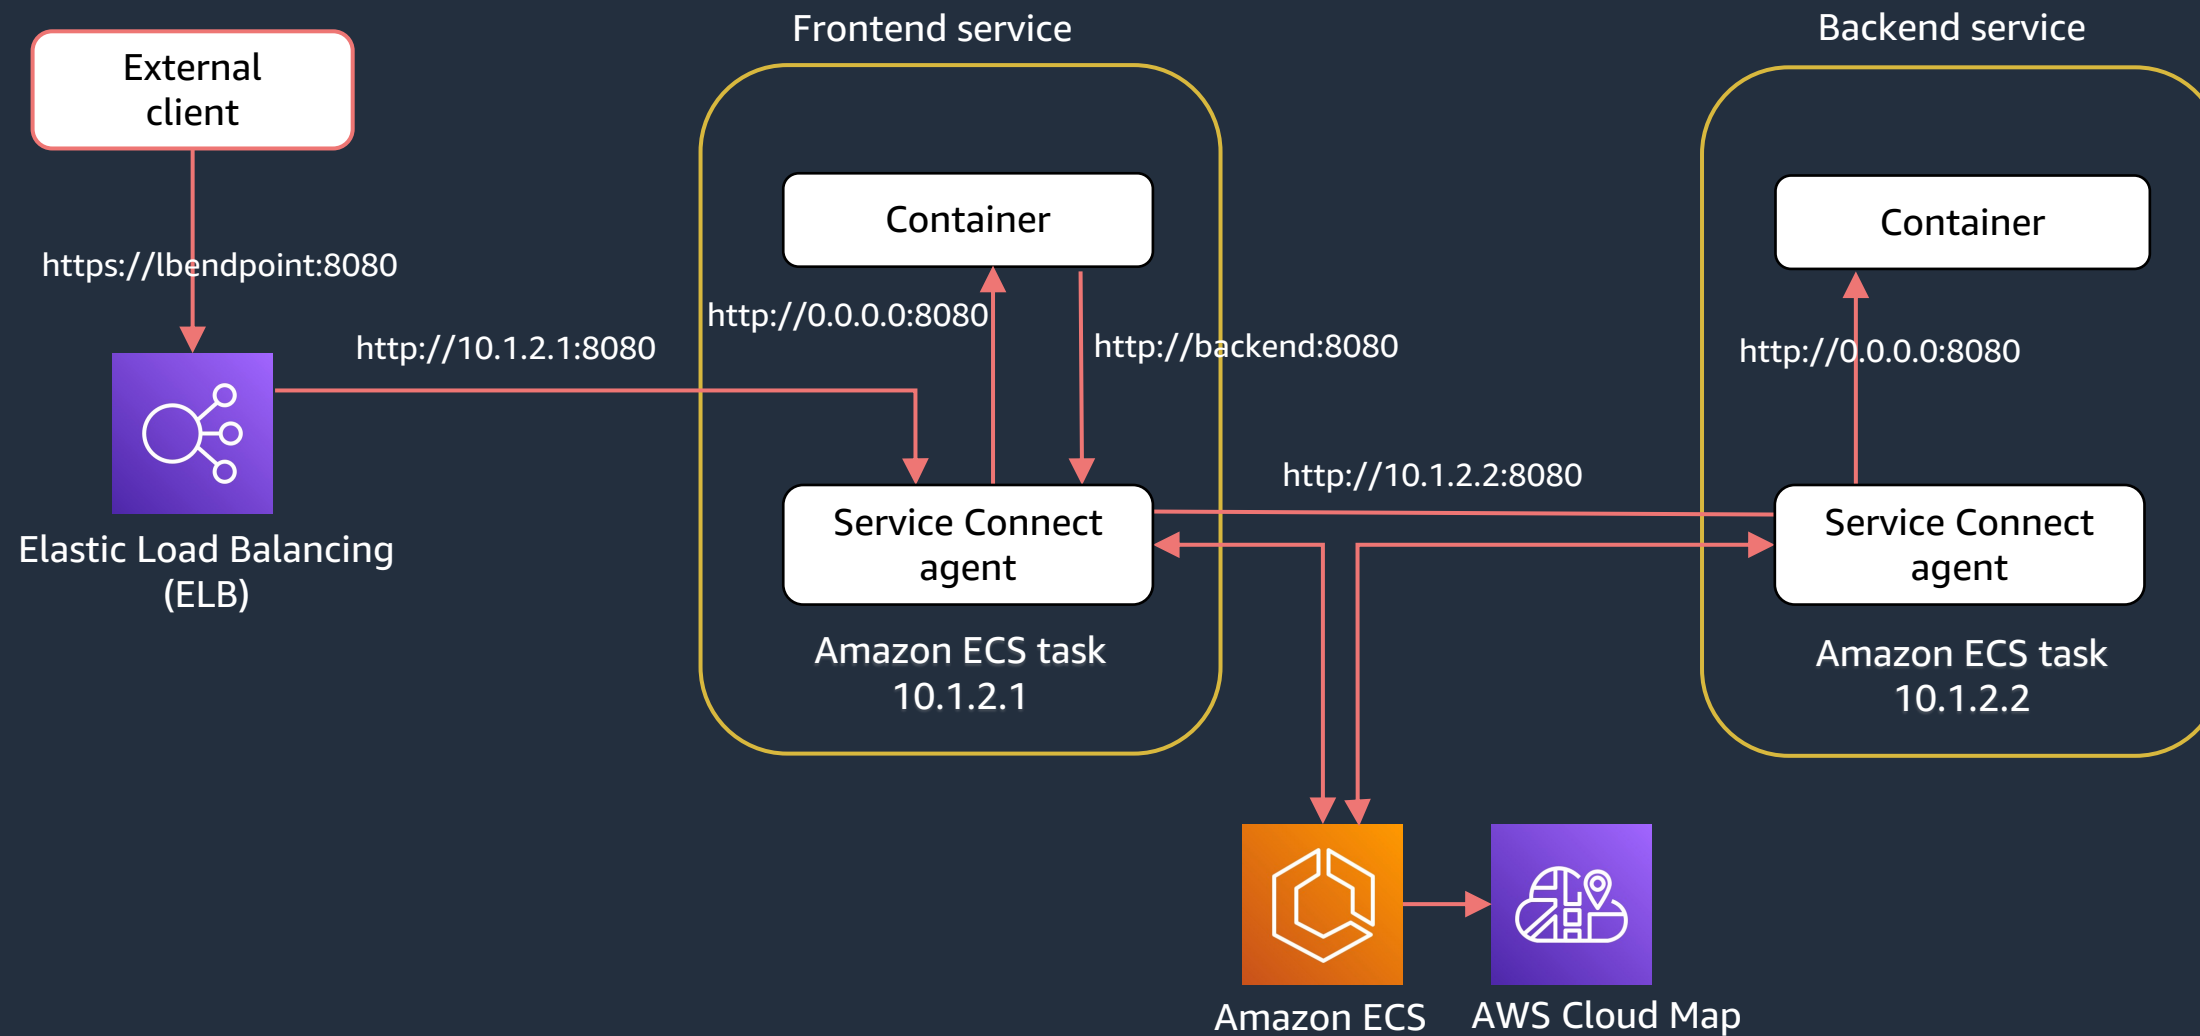 Frontend service
Backend service
External
client
Container
Container
https://lbendpoint:8080
http://10.1.2.1:8080
http://0.0.0.0:8080
http://backend:8080
http://0.0.0.0:8080
http://10.1.2.2:8080
Elastic Load Balancing
(ELB)
Service Connect
agent
Service Connect
agent
Amazon ECS task
10.1.2.1
Amazon ECS task
10.1.2.2
Amazon ECS
AWS Cloud Map